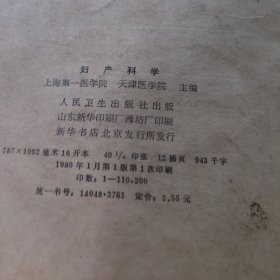 妇产科学
上海第一医学院 天津医学院 主编
人民卫生出版社出版
山东新华印刷厂潍坊厂印刷
新华书店北京发行所发行
787×1092毫米16开本 40 1/4印张 12插页 943千字
1980年1月第1版第1次印刷
印数:1—110,200
统一书号:14048·3761 定价:3.55元